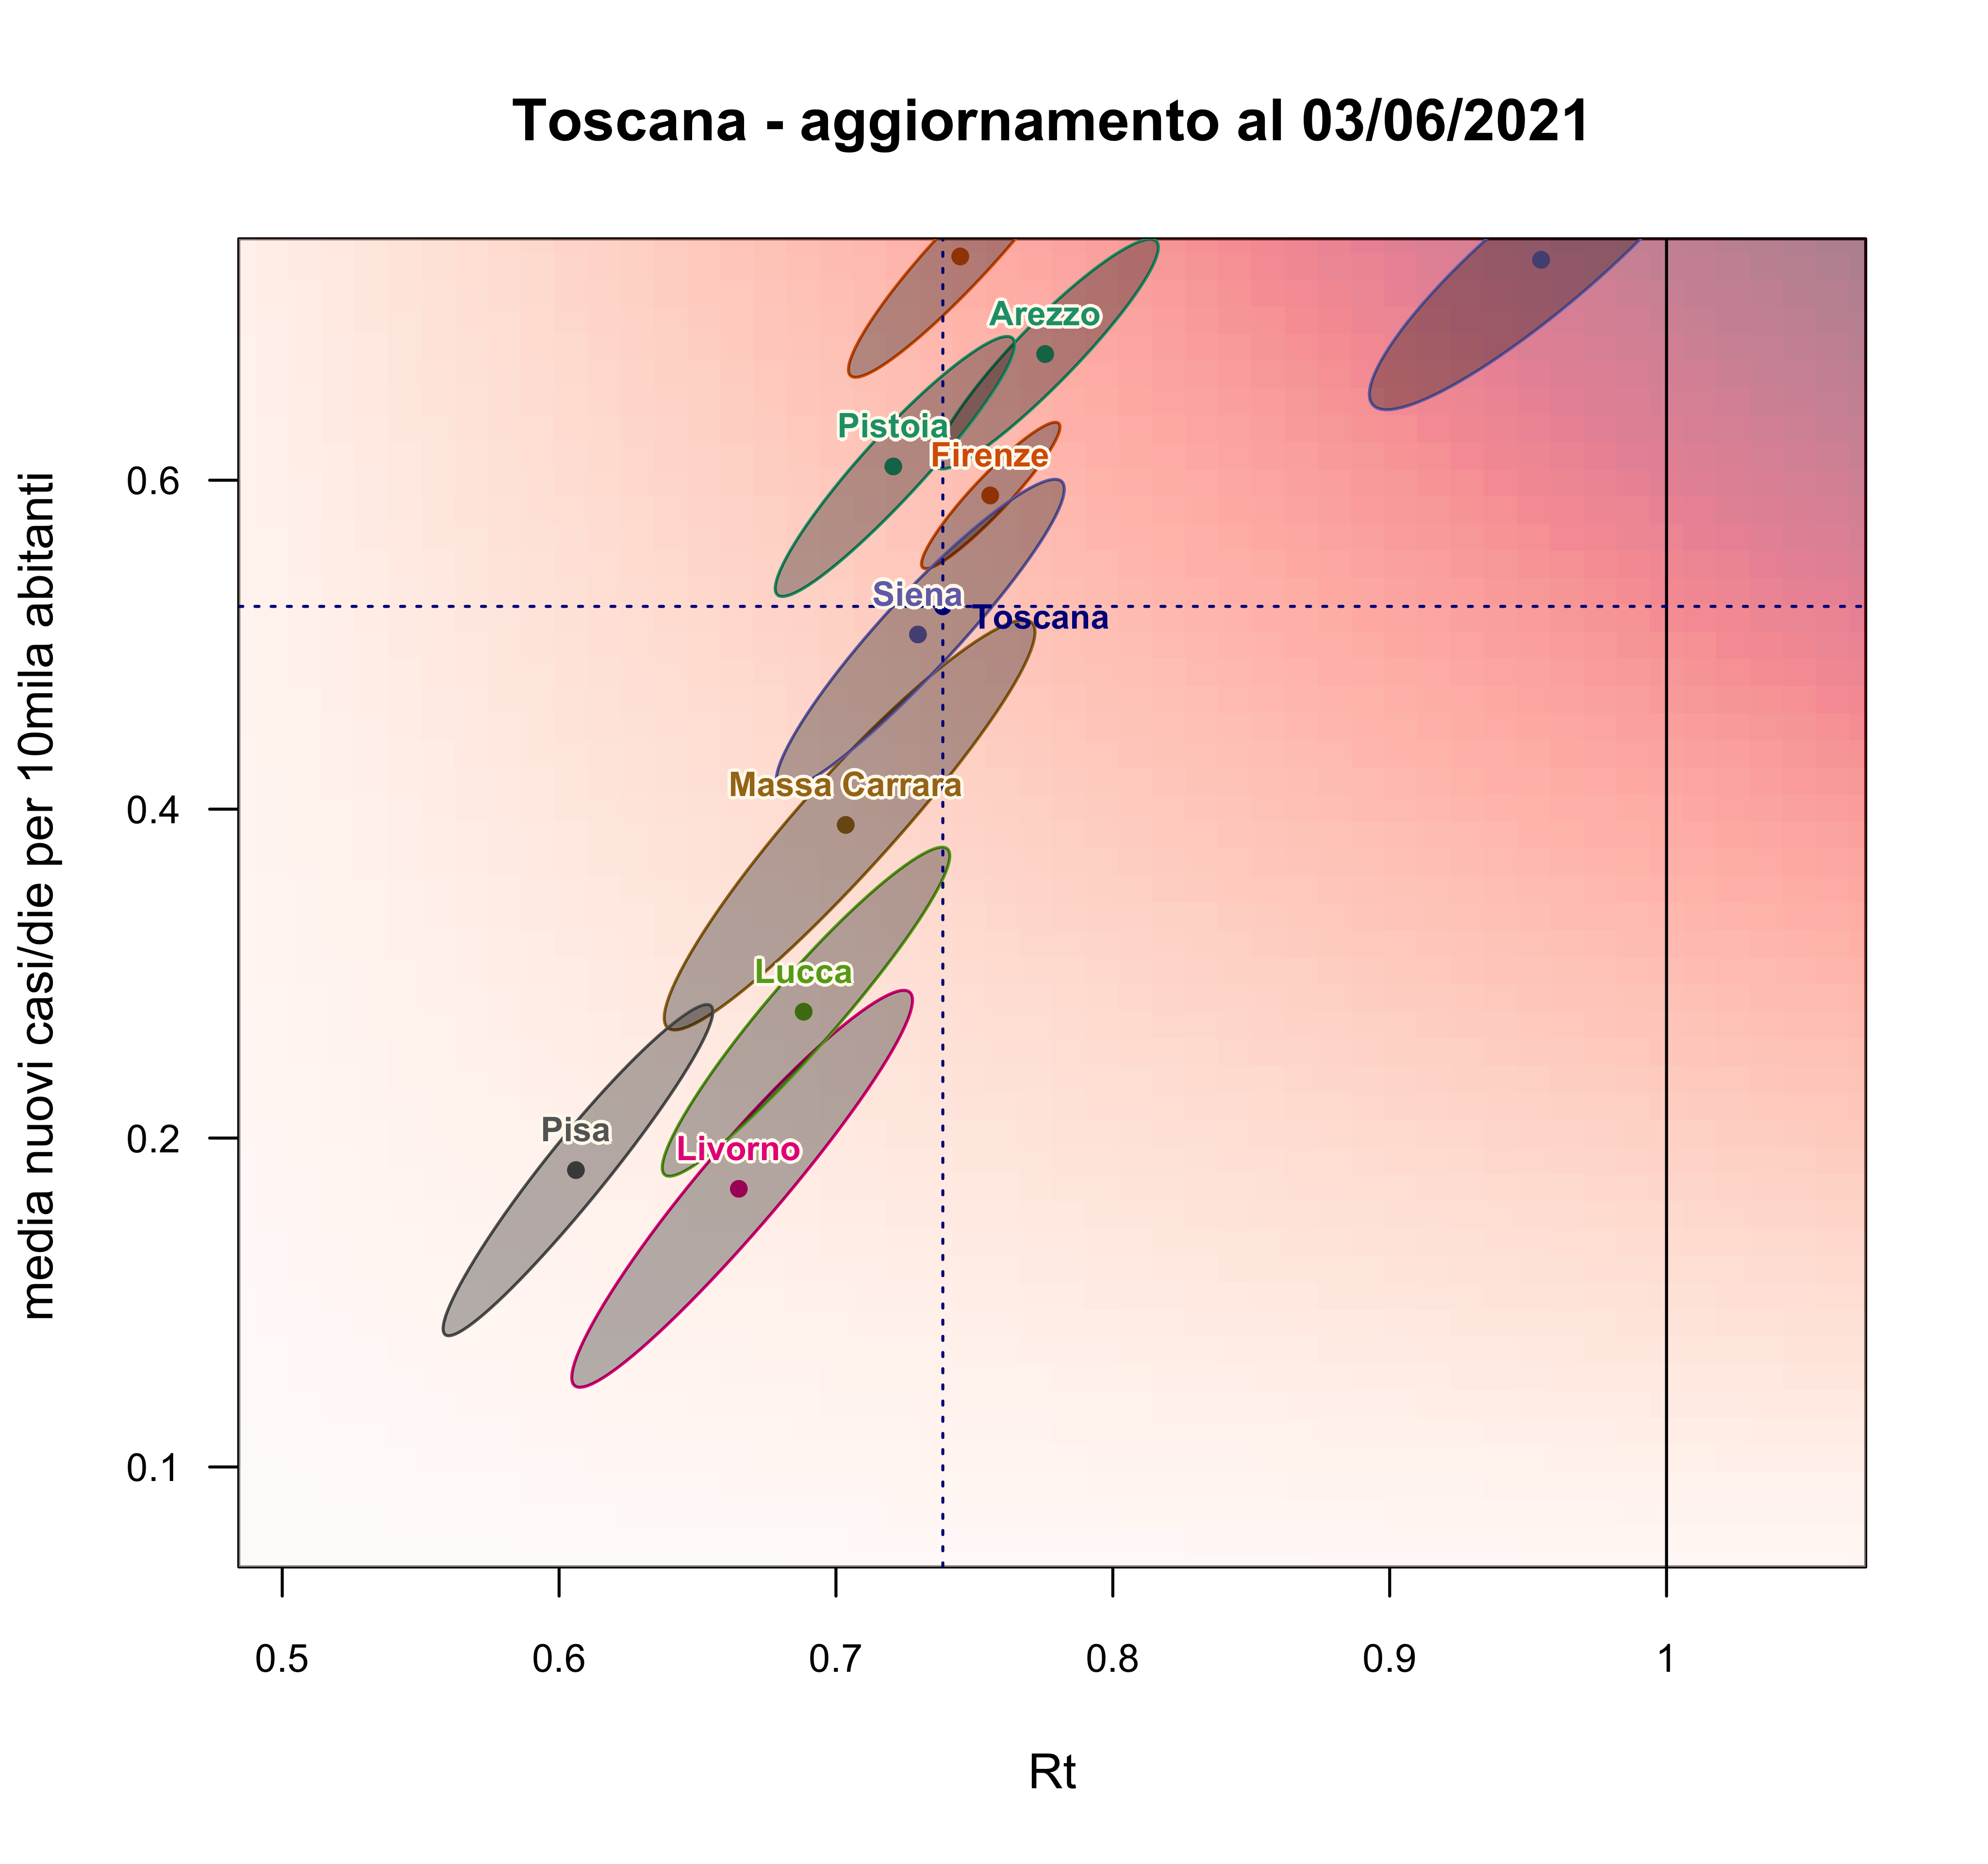 Toscana - aggiornamento al 03/06/2021
media nuovi casi/die per 10mila abitanti
0.6
0.4
0.2
0.1
Arezzo
Pistoia
Firenze
Siena
Toscana
Massa Carrara
Lucca
Pisa
Livorno
0.5 0.6 0.7 0.8 0.9 1
Rt